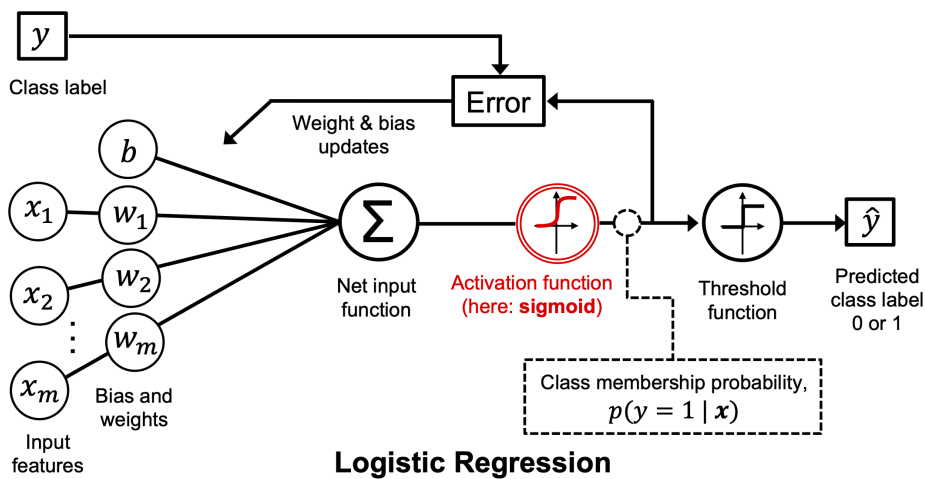 y
Class label
Error
Weight & bias
updates
b
x₁
w₁
x₂
w₂
⋮
wₘ
xₘ
Bias and
weights
Input
features
Σ
Net input
function
Activation function
(here: sigmoid)
Threshold
function
ŷ
Predicted
class label
0 or 1
Class membership probability,
p(y = 1 | x)
Logistic Regression